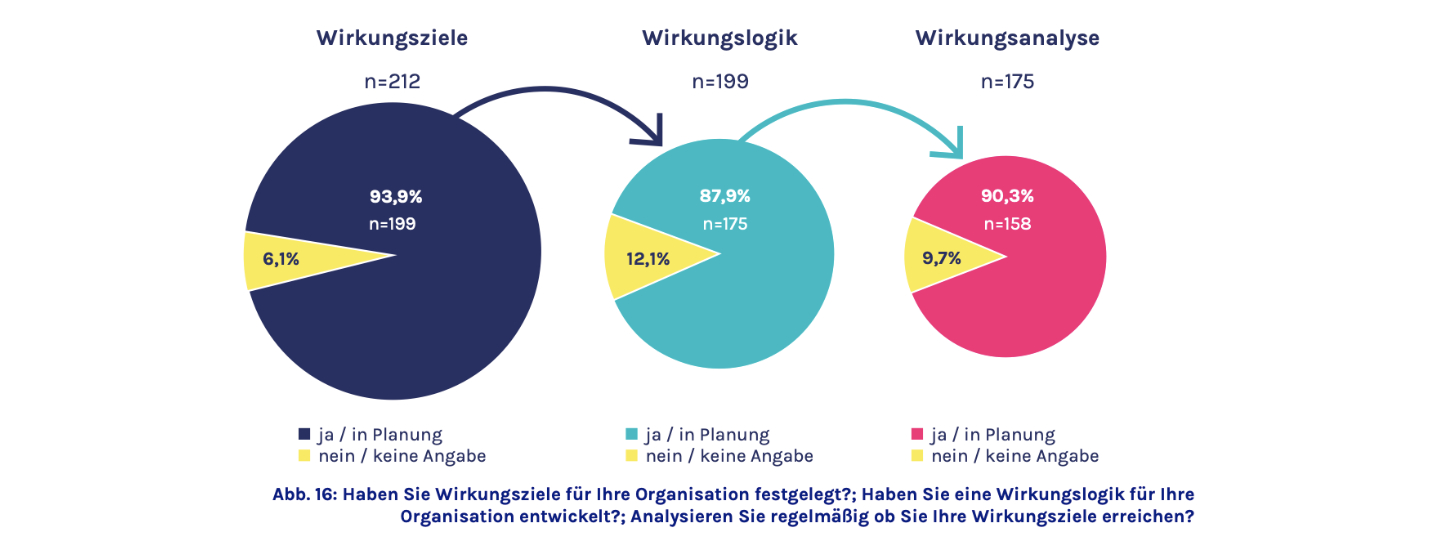 Wirkungsziele
n=212
93,9%
n=199
6,1%
ja / in Planung
nein / keine Angabe
Wirkungslogik
n=199
87,9%
n=175
12,1%
ja / in Planung
nein / keine Angabe
Wirkungsanalyse
n=175
90,3%
n=158
9,7%
ja / in Planung
nein / keine Angabe
Abb. 16: Haben Sie Wirkungsziele für Ihre Organisation festgelegt?; Haben Sie eine Wirkungslogik für Ihre
Organisation entwickelt?; Analysieren Sie regelmäßig ob Sie Ihre Wirkungsziele erreichen?